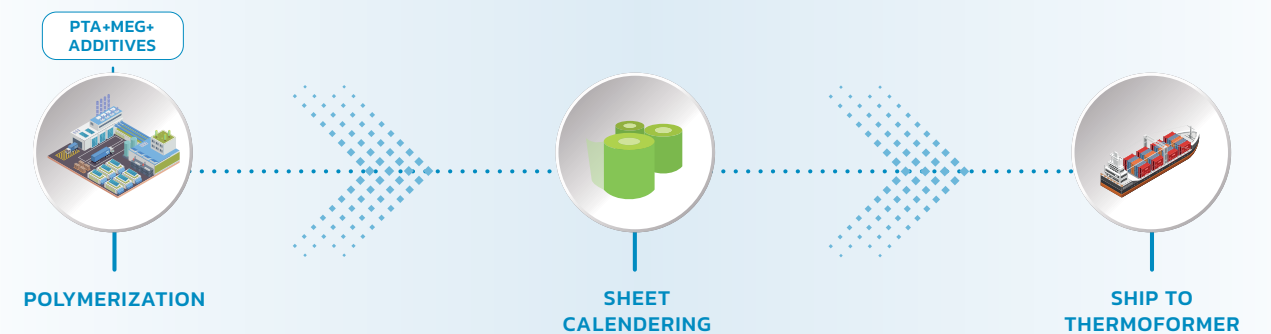 PTA+MEG+
ADDITIVES
POLYMERIZATION
SHEET
CALENDERING
SHIP TO
THERMOFORMER